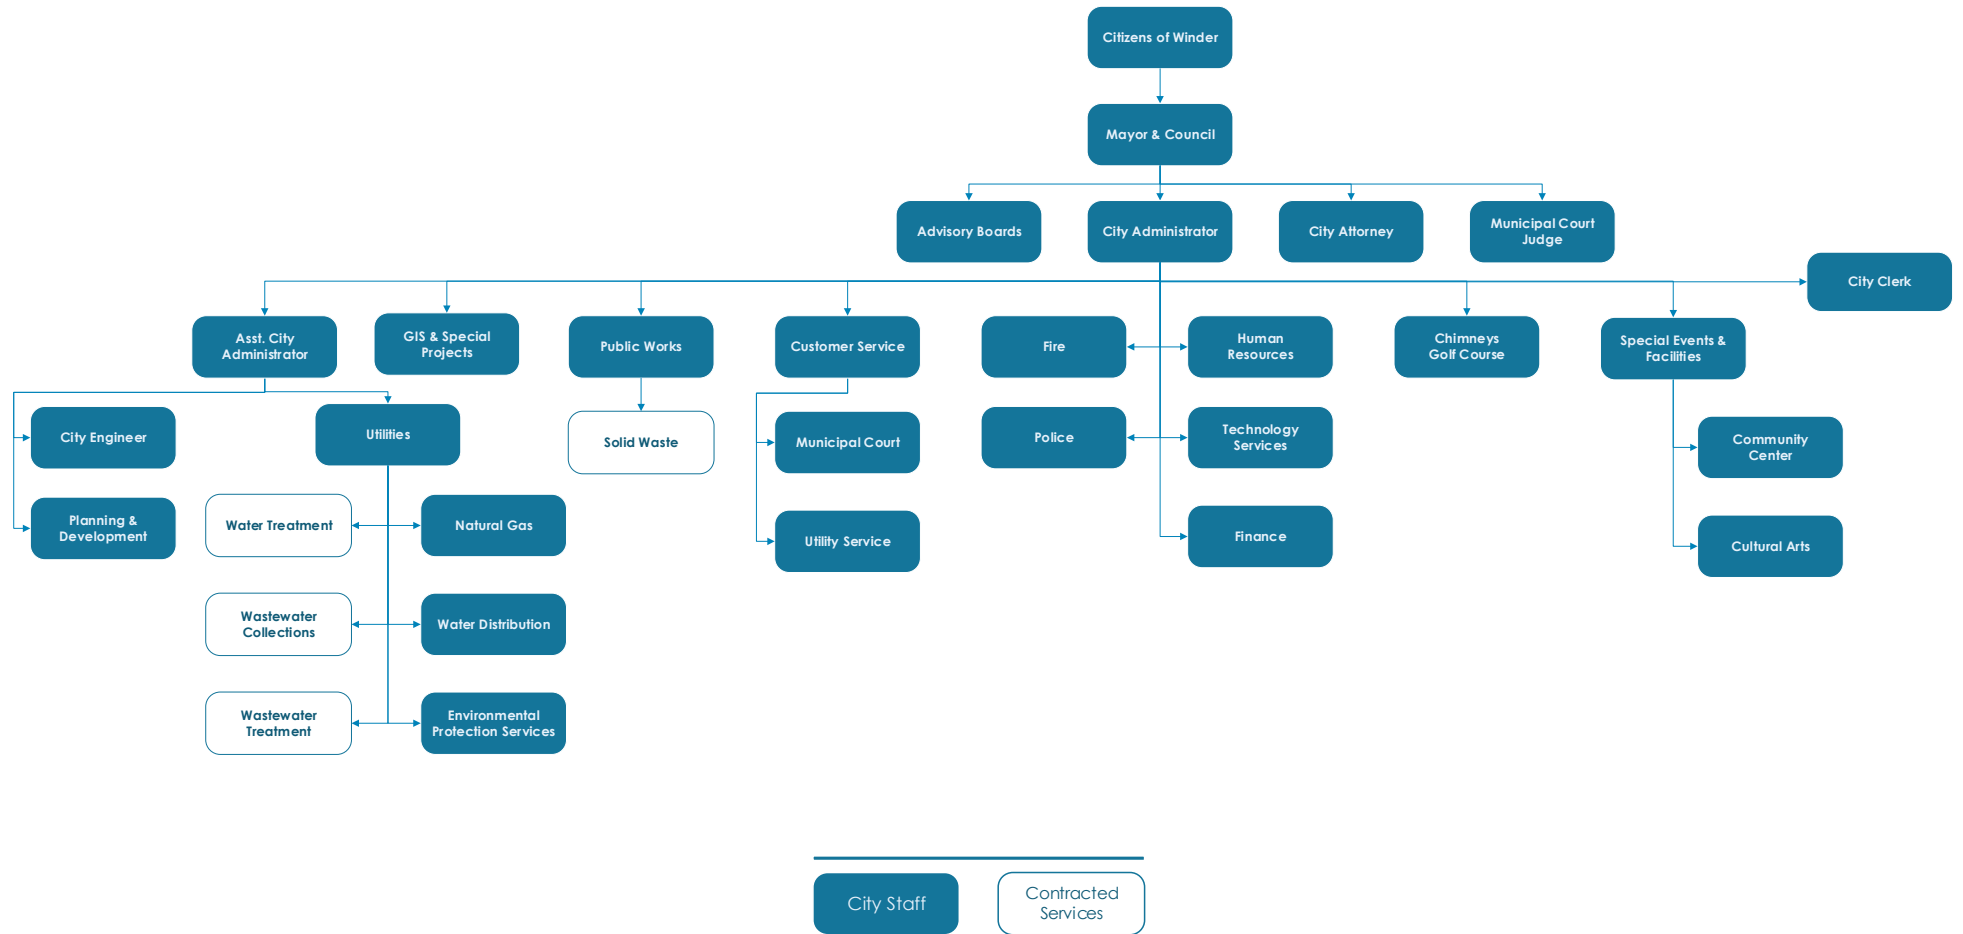 Citizens of Winder
Mayor & Council
Advisory Boards
City Administrator
City Attorney
Municipal Court
Judge
City Clerk
Asst. City
Administrator
GIS & Special
Projects
Public Works
Customer Service
Fire
Human
Resources
Chimneys
Golf Course
Special Events &
Facilities
City Engineer
Utilities
Solid Waste
Municipal Court
Police
Technology
Services
Community
Center
Planning &
Development
Water Treatment
Natural Gas
Utility Service
Finance
Cultural Arts
Wastewater
Collections
Water Distribution
Wastewater
Treatment
Environmental
Protection Services
City Staff
Contracted
Services